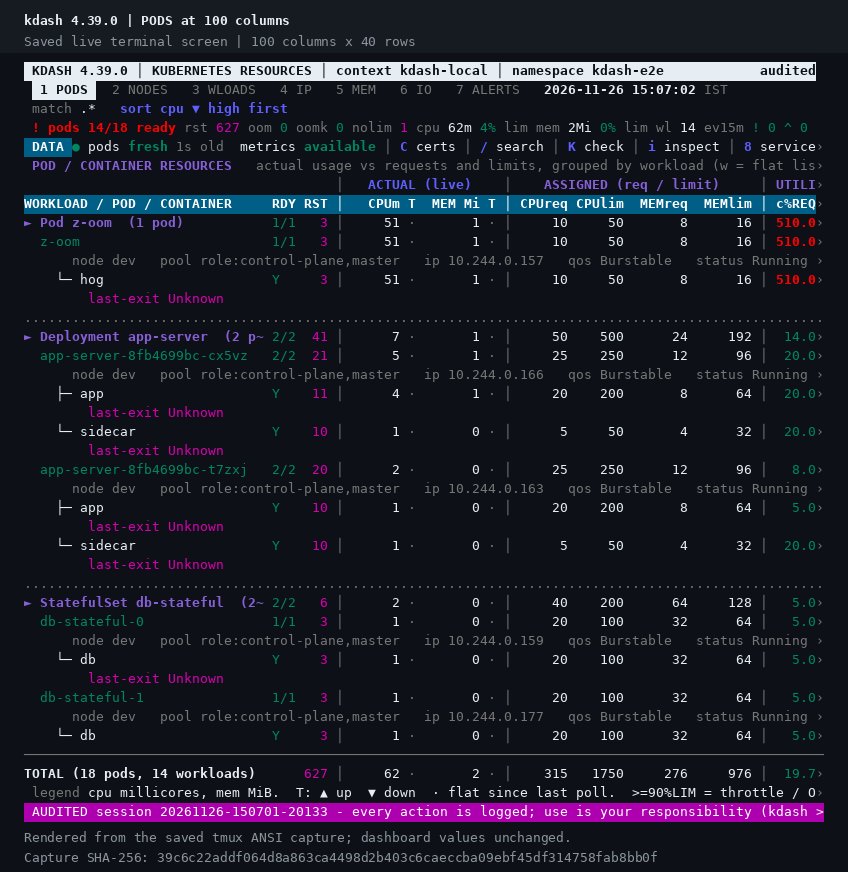 kdash 4.39.0 | PODS at 100 columns
Saved live terminal screen | 100 columns x 40 rows
KDASH 4.39.0 │ KUBERNETES RESOURCES │ context kdash-local │ namespace kdash-e2e audited
1 PODS 2 NODES 3 WLOADS 4 IP 5 MEM 6 IO 7 ALERTS 2026-11-26 15:07:02 IST
match .* sort cpu ▼ high first
! pods 14/18 ready rst 627 oom 0 oomk 0 nolim 1 cpu 62m 4% lim mem 2Mi 0% lim wl 14 ev15m ! 0 ^ 0
DATA ● pods fresh 1s old metrics available │ C certs │ / search │ K check │ i inspect │ 8 service›
POD / CONTAINER RESOURCES actual usage vs requests and limits, grouped by workload (w = flat lis›
│ ACTUAL (live) │ ASSIGNED (req / limit) │ UTILI›
WORKLOAD / POD / CONTAINER RDY RST │ CPUm T MEM Mi T │ CPUreq CPUlim MEMreq MEMlim │ c%REQ›
► Pod z-oom (1 pod) 1/1 3 │ 51 · 1 · │ 10 50 8 16 │ 510.0›
z-oom 1/1 3 │ 51 · 1 · │ 10 50 8 16 │ 510.0›
node dev pool role:control-plane,master ip 10.244.0.157 qos Burstable status Running ›
└─ hog Y 3 │ 51 · 1 · │ 10 50 8 16 │ 510.0›
last-exit Unknown
....................................................................................................
► Deployment app-server (2 p~ 2/2 41 │ 7 · 1 · │ 50 500 24 192 │ 14.0›
app-server-8fb4699bc-cx5vz 2/2 21 │ 5 · 1 · │ 25 250 12 96 │ 20.0›
node dev pool role:control-plane,master ip 10.244.0.166 qos Burstable status Running ›
├─ app Y 11 │ 4 · 1 · │ 20 200 8 64 │ 20.0›
last-exit Unknown
└─ sidecar Y 10 │ 1 · 0 · │ 5 50 4 32 │ 20.0›
last-exit Unknown
app-server-8fb4699bc-t7zxj 2/2 20 │ 2 · 0 · │ 25 250 12 96 │ 8.0›
node dev pool role:control-plane,master ip 10.244.0.163 qos Burstable status Running ›
├─ app Y 10 │ 1 · 0 · │ 20 200 8 64 │ 5.0›
last-exit Unknown
└─ sidecar Y 10 │ 1 · 0 · │ 5 50 4 32 │ 20.0›
last-exit Unknown
....................................................................................................
► StatefulSet db-stateful (2~ 2/2 6 │ 2 · 0 · │ 40 200 64 128 │ 5.0›
db-stateful-0 1/1 3 │ 1 · 0 · │ 20 100 32 64 │ 5.0›
node dev pool role:control-plane,master ip 10.244.0.159 qos Burstable status Running ›
└─ db Y 3 │ 1 · 0 · │ 20 100 32 64 │ 5.0›
last-exit Unknown
db-stateful-1 1/1 3 │ 1 · 0 · │ 20 100 32 64 │ 5.0›
node dev pool role:control-plane,master ip 10.244.0.177 qos Burstable status Running ›
└─ db Y 3 │ 1 · 0 · │ 20 100 32 64 │ 5.0›
TOTAL (18 pods, 14 workloads) 627 │ 62 · 2 · │ 315 1750 276 976 │ 19.7›
legend cpu millicores, mem MiB. T: ▲ up ▼ down · flat since last poll. >=90%LIM = throttle / O›
AUDITED session 20261126-150701-20133 - every action is logged; use is your responsibility (kdash >
Rendered from the saved tmux ANSI capture; dashboard values unchanged.
Capture SHA-256: 39c6c22addf064d8a863ca4498d2b403c6caeccba09ebf45df314758fab8bb0f